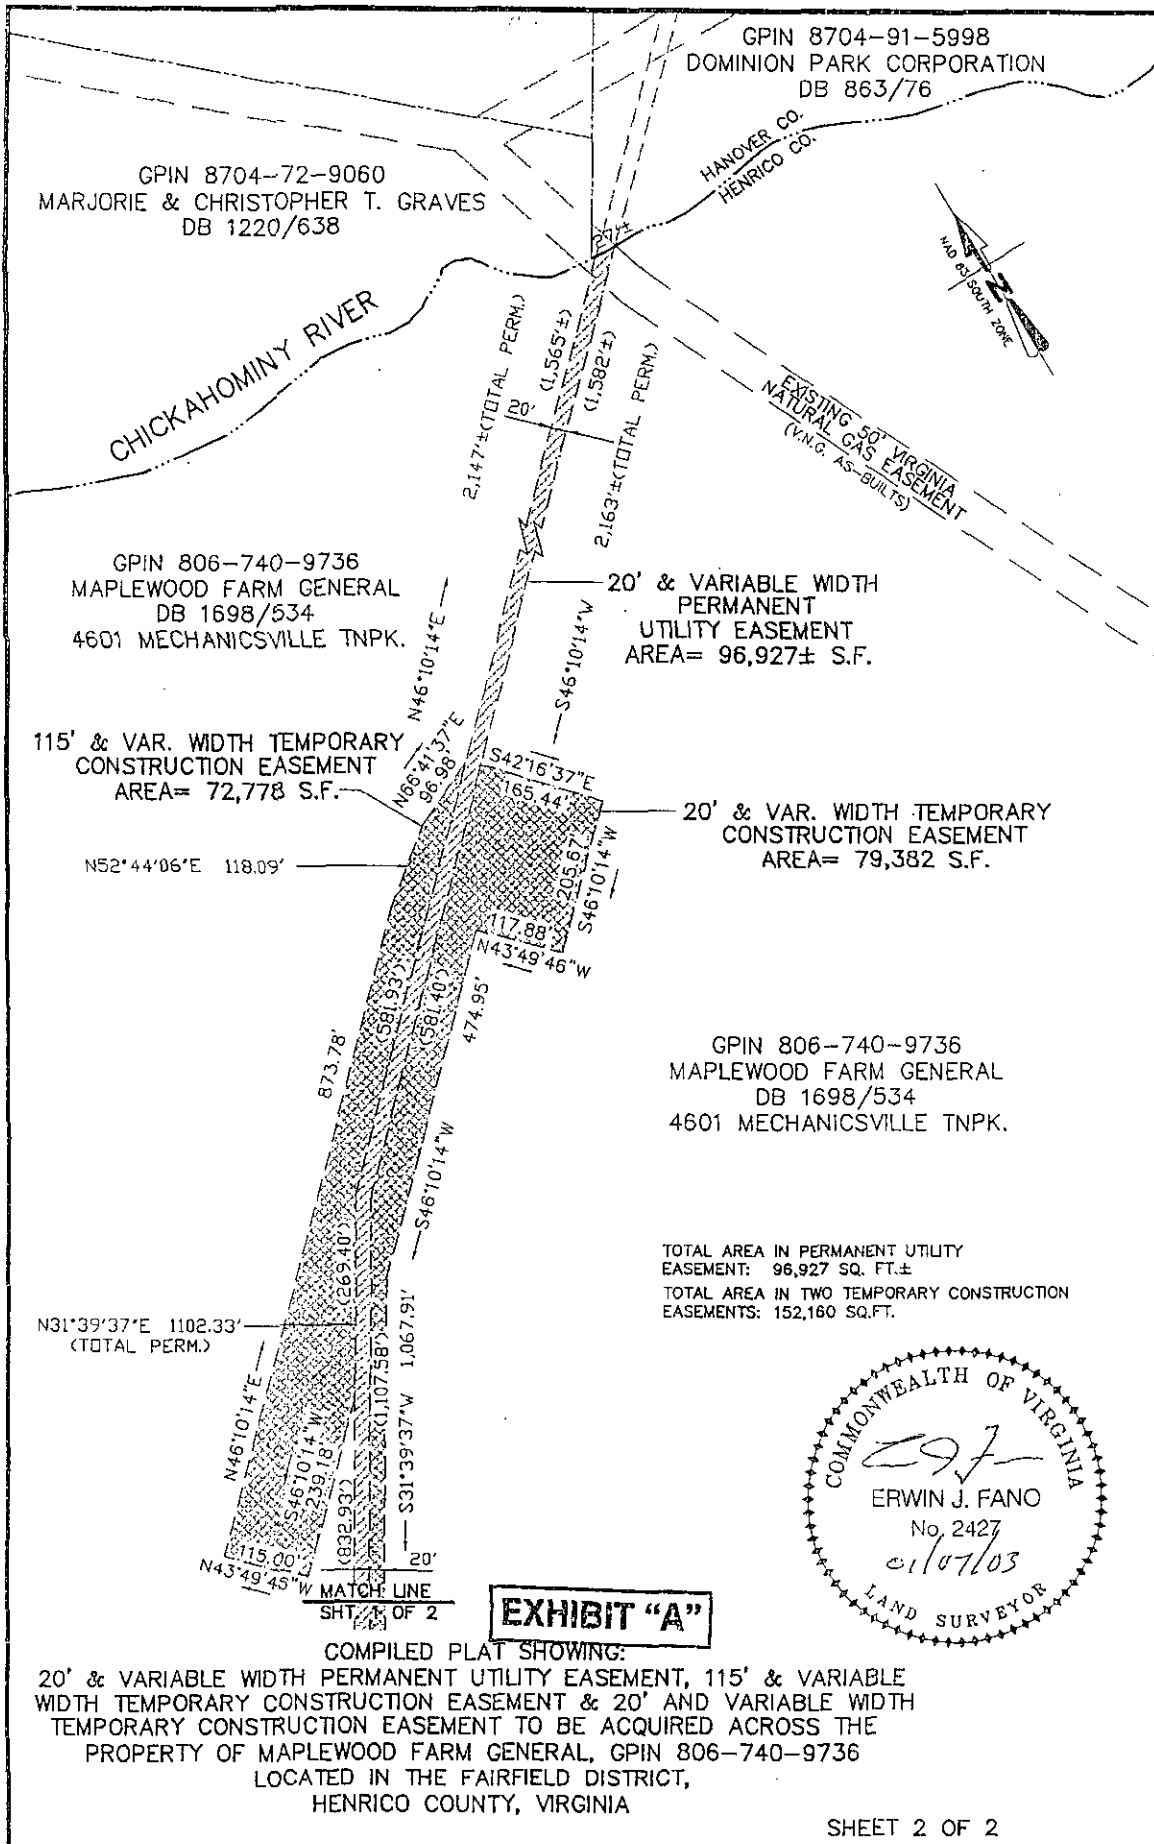 GPIN 8704-91-5998
DOMINION PARK CORPORATION
DB 863/76
HANOVER CO.
HENRICO CO.
GPIN 8704-72-9060
MARJORIE & CHRISTOPHER T. GRAVES
DB 1220/638
27'±
NAD 83 SOUTH ZONE
N
CHICKAHOMINY RIVER
2,147'±(TOTAL PERM.)
(1,565'±)
20'
(1,582'±)
2,163'±(TOTAL PERM.)
EXISTING 50' VIRGINIA
NATURAL GAS EASEMENT
(V.N.G. AS-BUILTS)
GPIN 806-740-9736
MAPLEWOOD FARM GENERAL
DB 1698/534
4601 MECHANICSVILLE TNPK.
20' & VARIABLE WIDTH
PERMANENT
UTILITY EASEMENT
AREA= 96,927± S.F.
N46°10'14"E
S46°10'14"W
115' & VAR. WIDTH TEMPORARY
CONSTRUCTION EASEMENT
AREA= 72,778 S.F.
N66°41'37"E
96.98'
S42°16'37"E
165.44'
20' & VAR. WIDTH TEMPORARY
CONSTRUCTION EASEMENT
AREA= 79,382 S.F.
N52°44'06"E 118.09'
205.67'
S46°10'14"W
117.88'
N43°49'46"W
(581.93')
(581.40')
474.95'
873.78'
GPIN 806-740-9736
MAPLEWOOD FARM GENERAL
DB 1698/534
4601 MECHANICSVILLE TNPK.
S46°10'14"W
(269.40')
TOTAL AREA IN PERMANENT UTILITY
EASEMENT: 96,927 SQ. FT.±
TOTAL AREA IN TWO TEMPORARY CONSTRUCTION
EASEMENTS: 152,160 SQ.FT.
N31°39'37"E 1102.33'
(TOTAL PERM.)
N46°10'14"E
S46°10'14"W
239.18'
(832.93')
(1,107.58')
S31°39'37"W 1,067.91'
115.00'
N43°49'45"W
20'
MATCH LINE
SHT. 1 OF 2
COMMONWEALTH OF VIRGINIA
ERWIN J. FANO
No. 2427
01/07/03
LAND SURVEYOR
EXHIBIT "A"
COMPILED PLAT SHOWING:
20' & VARIABLE WIDTH PERMANENT UTILITY EASEMENT, 115' & VARIABLE
WIDTH TEMPORARY CONSTRUCTION EASEMENT & 20' AND VARIABLE WIDTH
TEMPORARY CONSTRUCTION EASEMENT TO BE ACQUIRED ACROSS THE
PROPERTY OF MAPLEWOOD FARM GENERAL, GPIN 806-740-9736
LOCATED IN THE FAIRFIELD DISTRICT,
HENRICO COUNTY, VIRGINIA
SHEET 2 OF 2